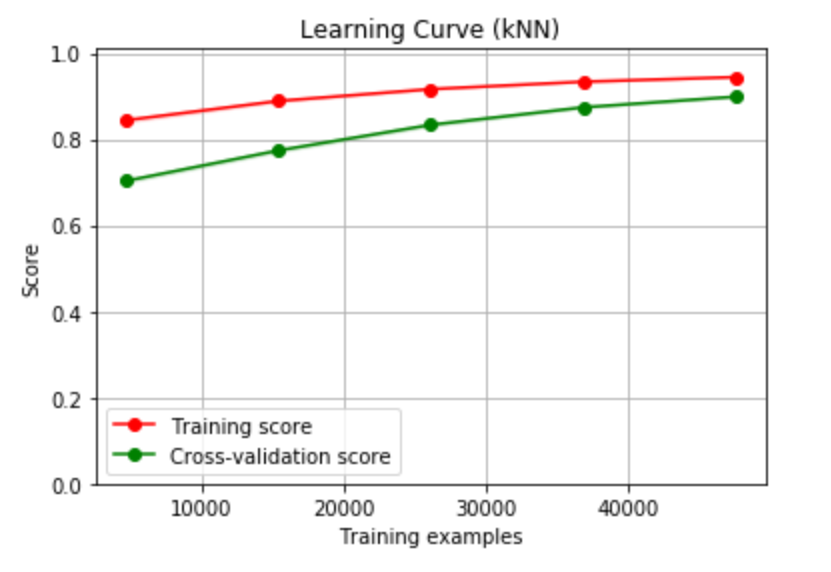 Learning Curve (kNN)
1.0
0.8
0.6
0.4
0.2
0.0
Score
Training score
Cross-validation score
10000 20000 30000 40000
Training examples